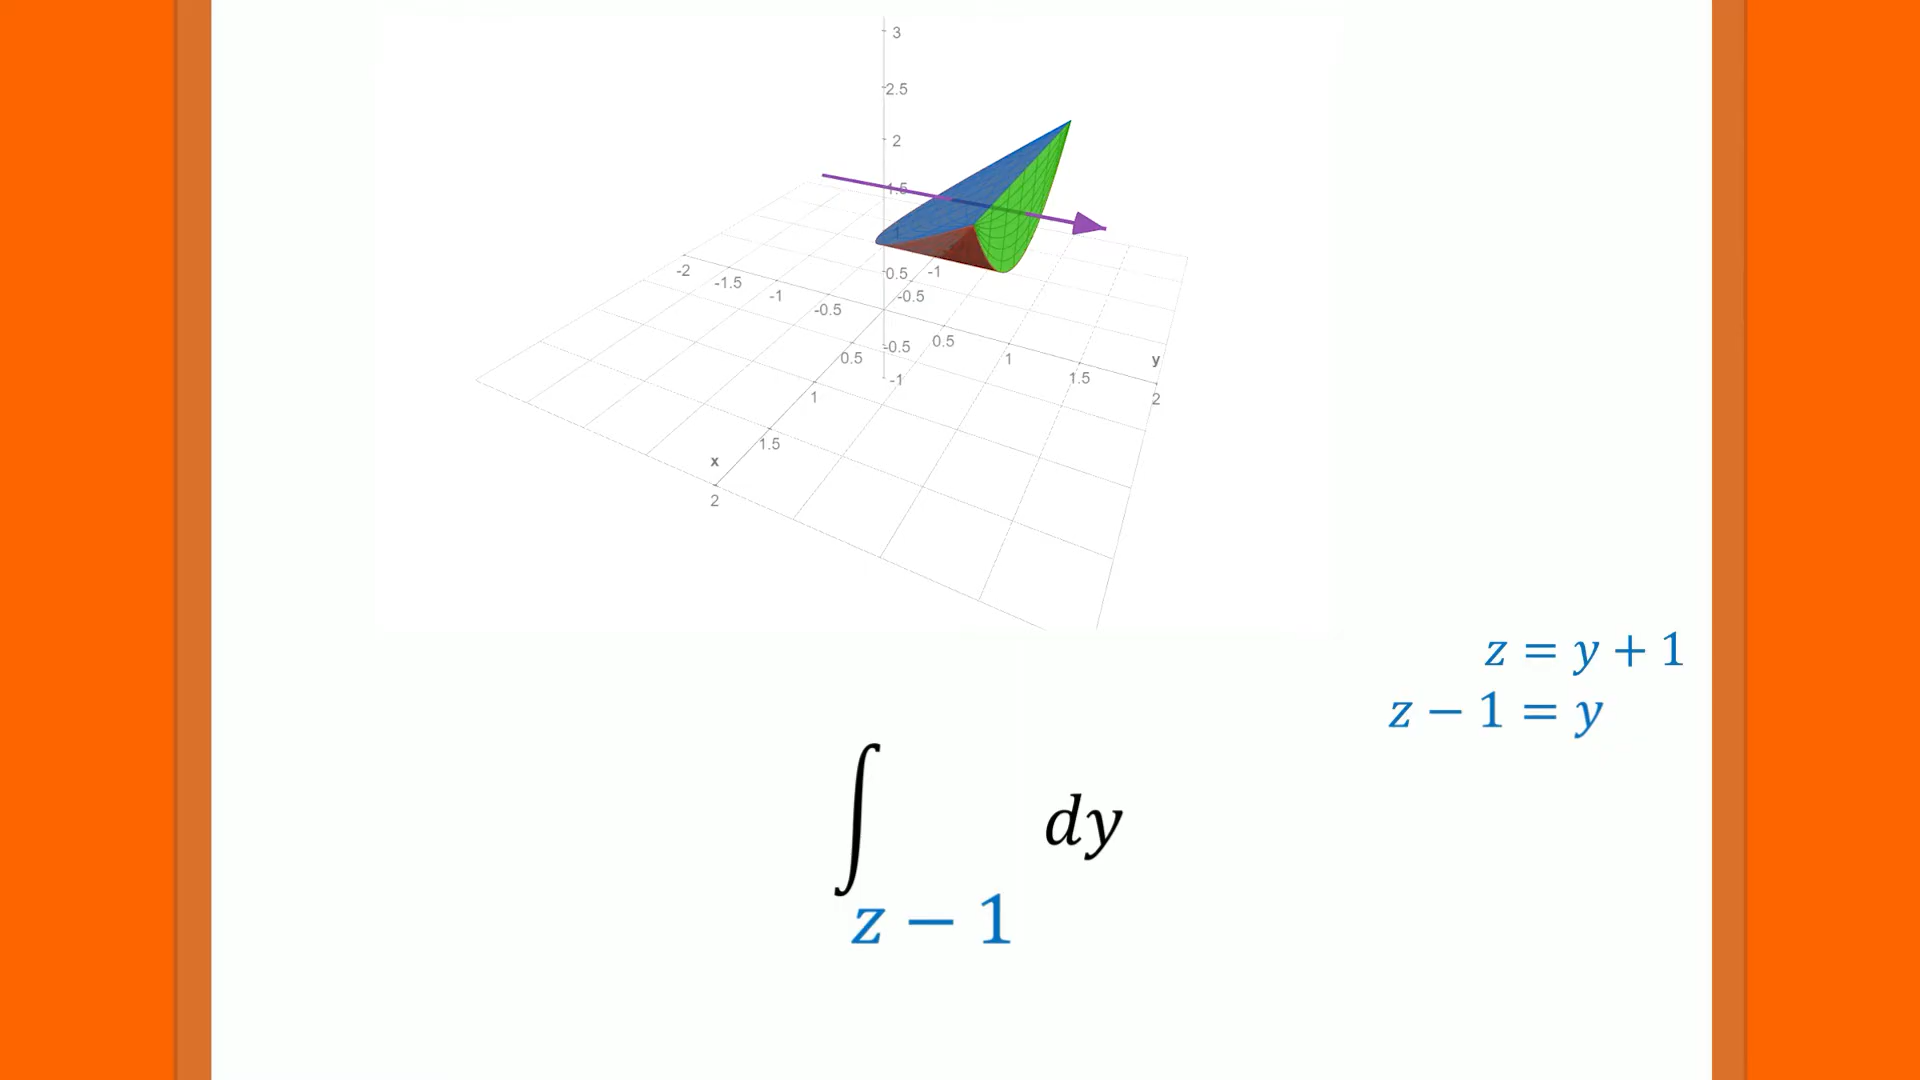 3
2.5
2
1.5
1
0.5 -1
-2 -1.5 -1 -0.5 -0.5
-0.5 0.5 1 1.5 2 y
-1
0.5 1 1.5 2 x
z = y + 1
z − 1 = y
∫ dy
z − 1